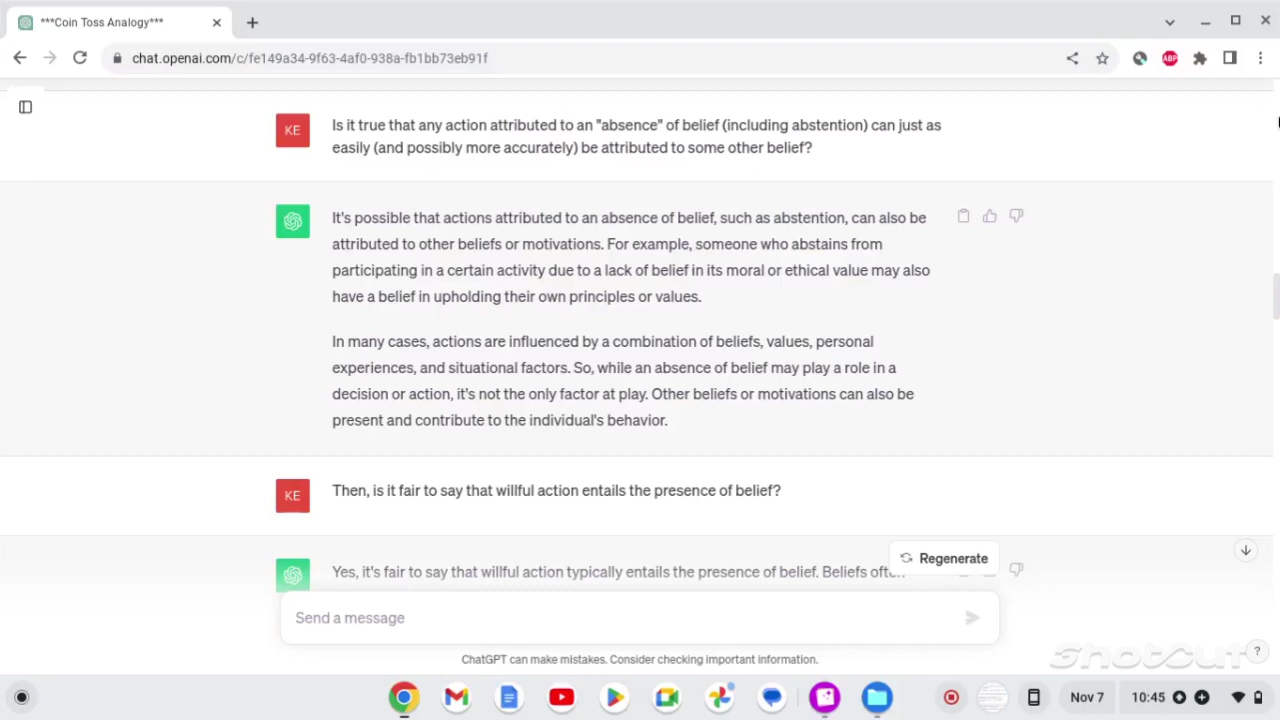 ***Coin Toss Analogy***
chat.openai.com/c/fe149a34-9f63-4af0-938a-fb1bb73eb91f
ABP
KE
Is it true that any action attributed to an "absence" of belief (including abstention) can just as
easily (and possibly more accurately) be attributed to some other belief?
It's possible that actions attributed to an absence of belief, such as abstention, can also be
attributed to other beliefs or motivations. For example, someone who abstains from
participating in a certain activity due to a lack of belief in its moral or ethical value may also
have a belief in upholding their own principles or values.
In many cases, actions are influenced by a combination of beliefs, values, personal
experiences, and situational factors. So, while an absence of belief may play a role in a
decision or action, it's not the only factor at play. Other beliefs or motivations can also be
present and contribute to the individual's behavior.
KE
Then, is it fair to say that willful action entails the presence of belief?
Regenerate
Yes, it's fair to say that willful action typically entails the presence of belief. Beliefs often
Send a message
ChatGPT can make mistakes. Consider checking important information.
Shotcut
?
Nov 7
10:45